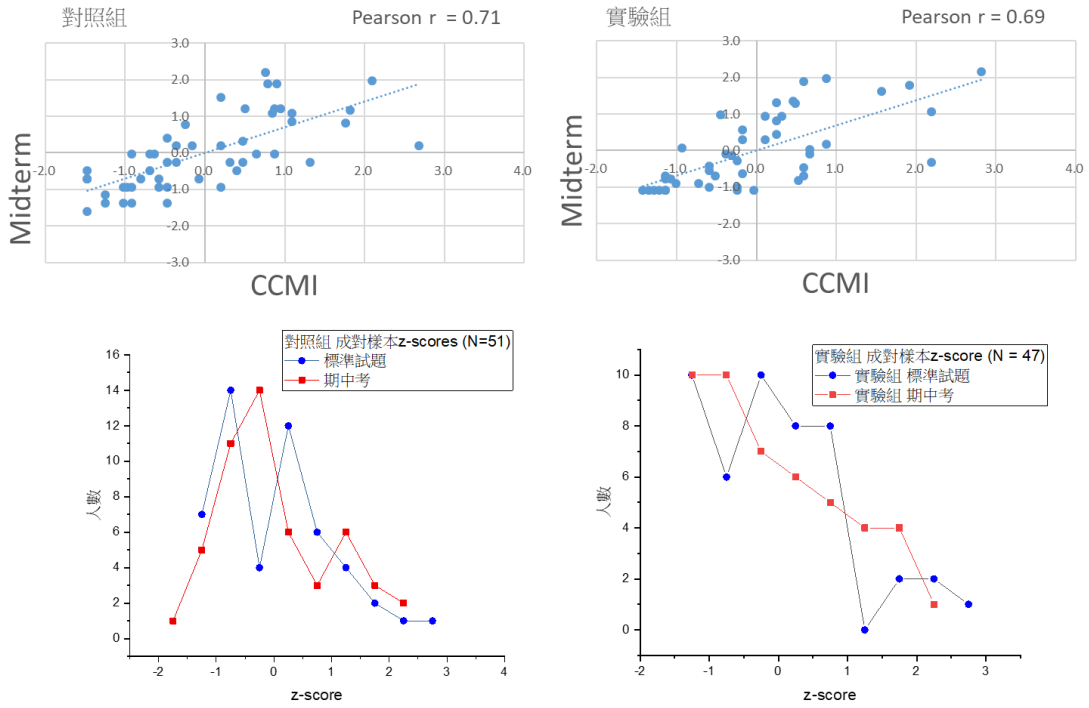 對照組
Pearson r = 0.71
3.0
2.0
1.0
0.0
-2.0 -1.0 0.0 1.0 2.0 3.0 4.0
-1.0
-2.0
-3.0
Midterm
CCMI
實驗組
Pearson r = 0.69
3.0
2.0
1.0
0.0
-2.0 -1.0 0.0 1.0 2.0 3.0 4.0
-1.0
-2.0
-3.0
Midterm
CCMI
對照組 成對樣本z-scores (N=51)
標準試題
期中考
16
14
12
10
8
6
4
2
0
人數
-2 -1 0 1 2 3 4
z-score
實驗組 成對樣本z-score (N = 47)
實驗組 標準試題
實驗組 期中考
10
8
6
4
2
0
人數
-2 -1 0 1 2 3
z-score